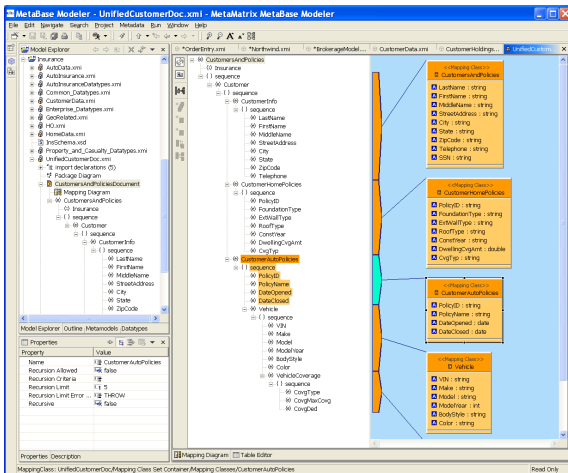 MetaBase Modeler - UnifiedCustomerDoc.xmi - MetaMatrix MetaBase Modeler
File Edit Navigate Search Project Metadata Run Window Help
Model Explorer
Insurance
AutoData.xmi
AutoInsurance.xmi
AutoInsuranceDatatypes.xmi
Common_Datatypes.xmi
CustomerData.xmi
Enterprise_Datatypes.xmi
GeoRelated.xmi
HO.xmi
HomeData.xmi
InsSchema.xsd
Property_and_Casualty_Datatypes.xmi
UnifiedCustomerDoc.xmi
import declarations (5)
Package Diagram
CustomersAndPoliciesDocument
Mapping Diagram
CustomersAndPolicies
Insurance
sequence
Customer
sequence
CustomerInfo
sequence
LastName
FirstName
MiddleName
StreetAddress
City
State
ZipCode
Model Explorer Outline Metamodels Datatypes
Properties
Property Value
Name CustomerAutoPolicies
Recursion Allowed false
Recursion Criteria
Recursion Limit 5
Recursion Limit Error ... THROW
Recursive false
Properties Description
*OrderEntry.xmi *Northwind.xmi *BrokerageModel.... CustomerData.xmi CustomerHoldings... UnifiedCustom...
CustomersAndPolicies
Insurance
{ } sequence
Customer
{ } sequence
CustomerInfo
{ } sequence
LastName
FirstName
MiddleName
StreetAddress
City
State
ZipCode
Telephone
CustomerHomePolicies
{ } sequence
PolicyID
FoundationType
ExtWallType
RoofType
ConstYear
DwellingCvgAmt
CvgTyp
CustomerAutoPolicies
{ } sequence
PolicyID
PolicyName
DateOpened
DateClosed
Vehicle
{ } sequence
VIN
Make
Model
ModelYear
BodyStyle
Color
VehicleCoverage
{ } sequence
CovgType
CovgMaxCovg
CovgDed
<<Mapping Class>>
CustomersAndPolicies
LastName : string
FirstName : string
MiddleName : string
StreetAddress : string
City : string
State : string
ZipCode : string
Telephone : string
SSN : string
<<Mapping Class>>
CustomerHomePolicies
PolicyID : string
FoundationType : string
ExtWallType : string
RoofType : string
ConstYear : string
DwellingCvgAmt : double
CvgTyp : string
<<Mapping Class>>
CustomerAutoPolicies
PolicyID : string
PolicyName : string
DateOpened : date
DateClosed : date
<<Mapping Class>>
Vehicle
VIN : string
Make : string
Model : string
ModelYear : int
BodyStyle : string
Color : string
Mapping Diagram Table Editor
MappingClass: UnifiedCustomerDoc/Mapping Class Set Container/Mapping Classes/CustomerAutoPolicies
Read Only